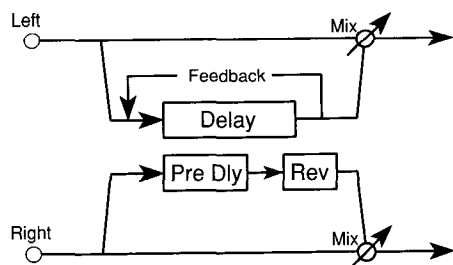 Left
Mix
Feedback
Delay
Pre Dly
Rev
Right
Mix